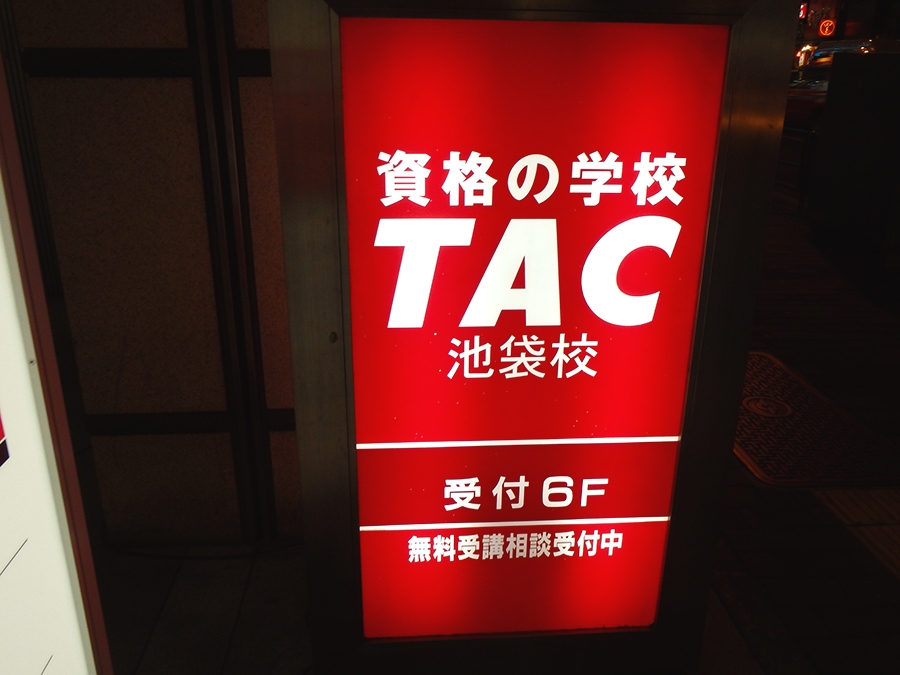 資格の学校
TAC
池袋校
受付6F
無料受講相談受付中